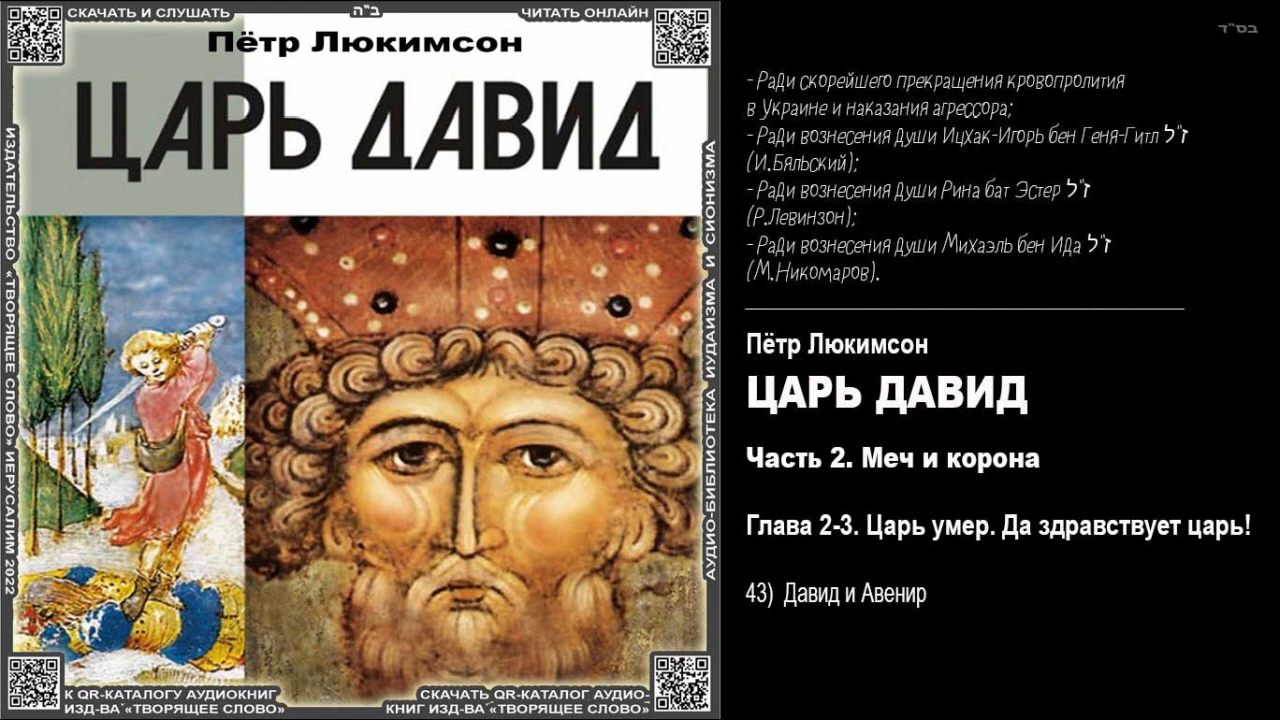 СКАЧАТЬ И СЛУШАТЬ
ב"ה
ЧИТАТЬ ОНЛАЙН
Пётр Люкимсон
ЦАРЬ ДАВИД
ИЗДАТЕЛЬСТВО «ТВОРЯЩЕЕ СЛОВО» ИЕРУСАЛИМ 2022
АУДИО-БИБЛИОТЕКА ИУДАИЗМА И СИОНИЗМА
К QR-КАТАЛОГУ АУДИОКНИГ
ИЗД-ВА «ТВОРЯЩЕЕ СЛОВО»
СКАЧАТЬ QR-КАТАЛОГ АУДИО-
КНИГ ИЗД-ВА «ТВОРЯЩЕЕ СЛОВО»
בס"ד
- Ради скорейшего прекращения кровопролития
в Украине и наказания агрессора;
- Ради вознесения души Ицхак-Игорь бен Геня-Гитл ז"ל
(И.Бяльский);
- Ради вознесения души Рина бат Эстер ז"ל
(Р.Левинзон);
- Ради вознесения души Михаэль бен Ида ז"ל
(М.Никомаров).
Пётр Люкимсон
ЦАРЬ ДАВИД
Часть 2. Меч и корона
Глава 2-3. Царь умер. Да здравствует царь!
43) Давид и Авенир